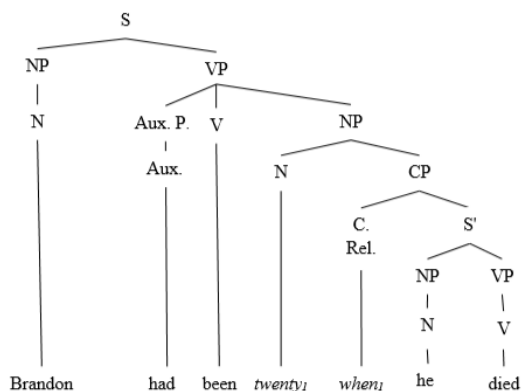 S
NP VP
N Aux. P. V NP
Aux. N CP
C. Rel. S'
NP VP
N V
Brandon had been twenty₁ when₁ he died